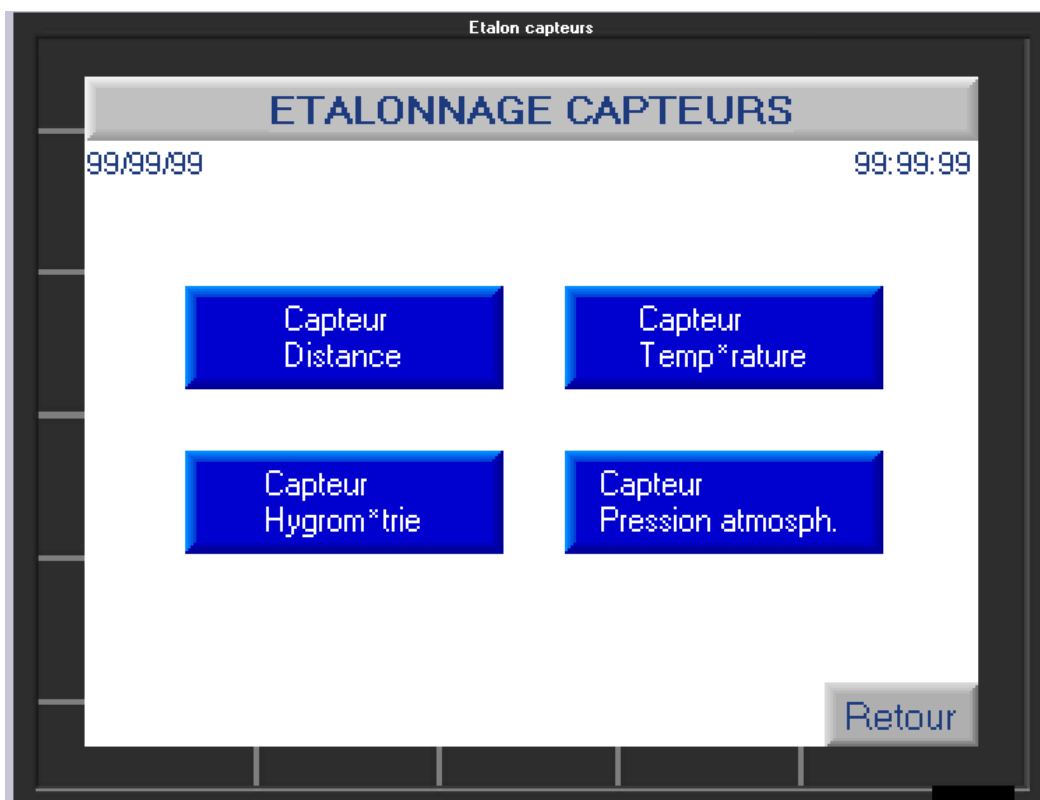 Etalon capteurs
ETALONNAGE CAPTEURS
99/99/99
99:99:99
Capteur
Distance
Capteur
Temp*rature
Capteur
Hygrom*trie
Capteur
Pression atmosph.
Retour